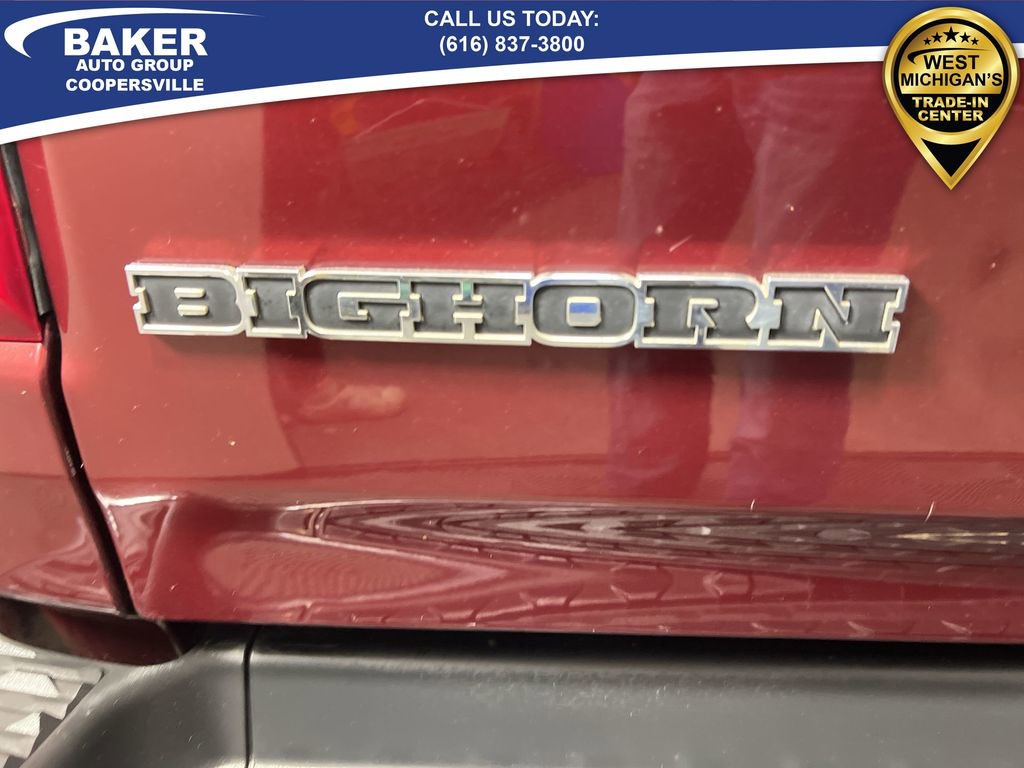 BAKER
AUTO GROUP
COOPERSVILLE
CALL US TODAY:
(616) 837-3800
WEST
MICHIGAN'S
TRADE-IN
CENTER
BIGHORN